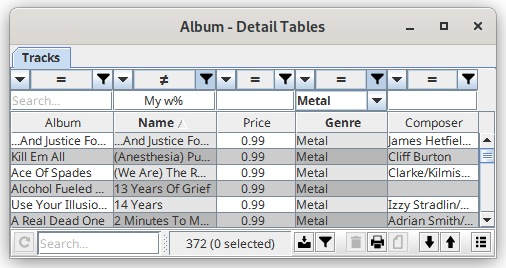 Album - Detail Tables
Tracks
= ≠ = = =
Search... My w% Metal
Album Name Price Genre Composer
...And Justice Fo... ...And Justice Fo... 0.99 Metal James Hetfiel...
Kill Em All (Anesthesia) Pu... 0.99 Metal Cliff Burton
Ace Of Spades (We Are) The R... 0.99 Metal Clarke/Kilmis...
Alcohol Fueled ... 13 Years Of Grief 0.99 Metal
Use Your Illusio... 14 Years 0.99 Metal Izzy Stradlin/...
A Real Dead One 2 Minutes To M... 0.99 Metal Adrian Smith/...
Search... 372 (0 selected)